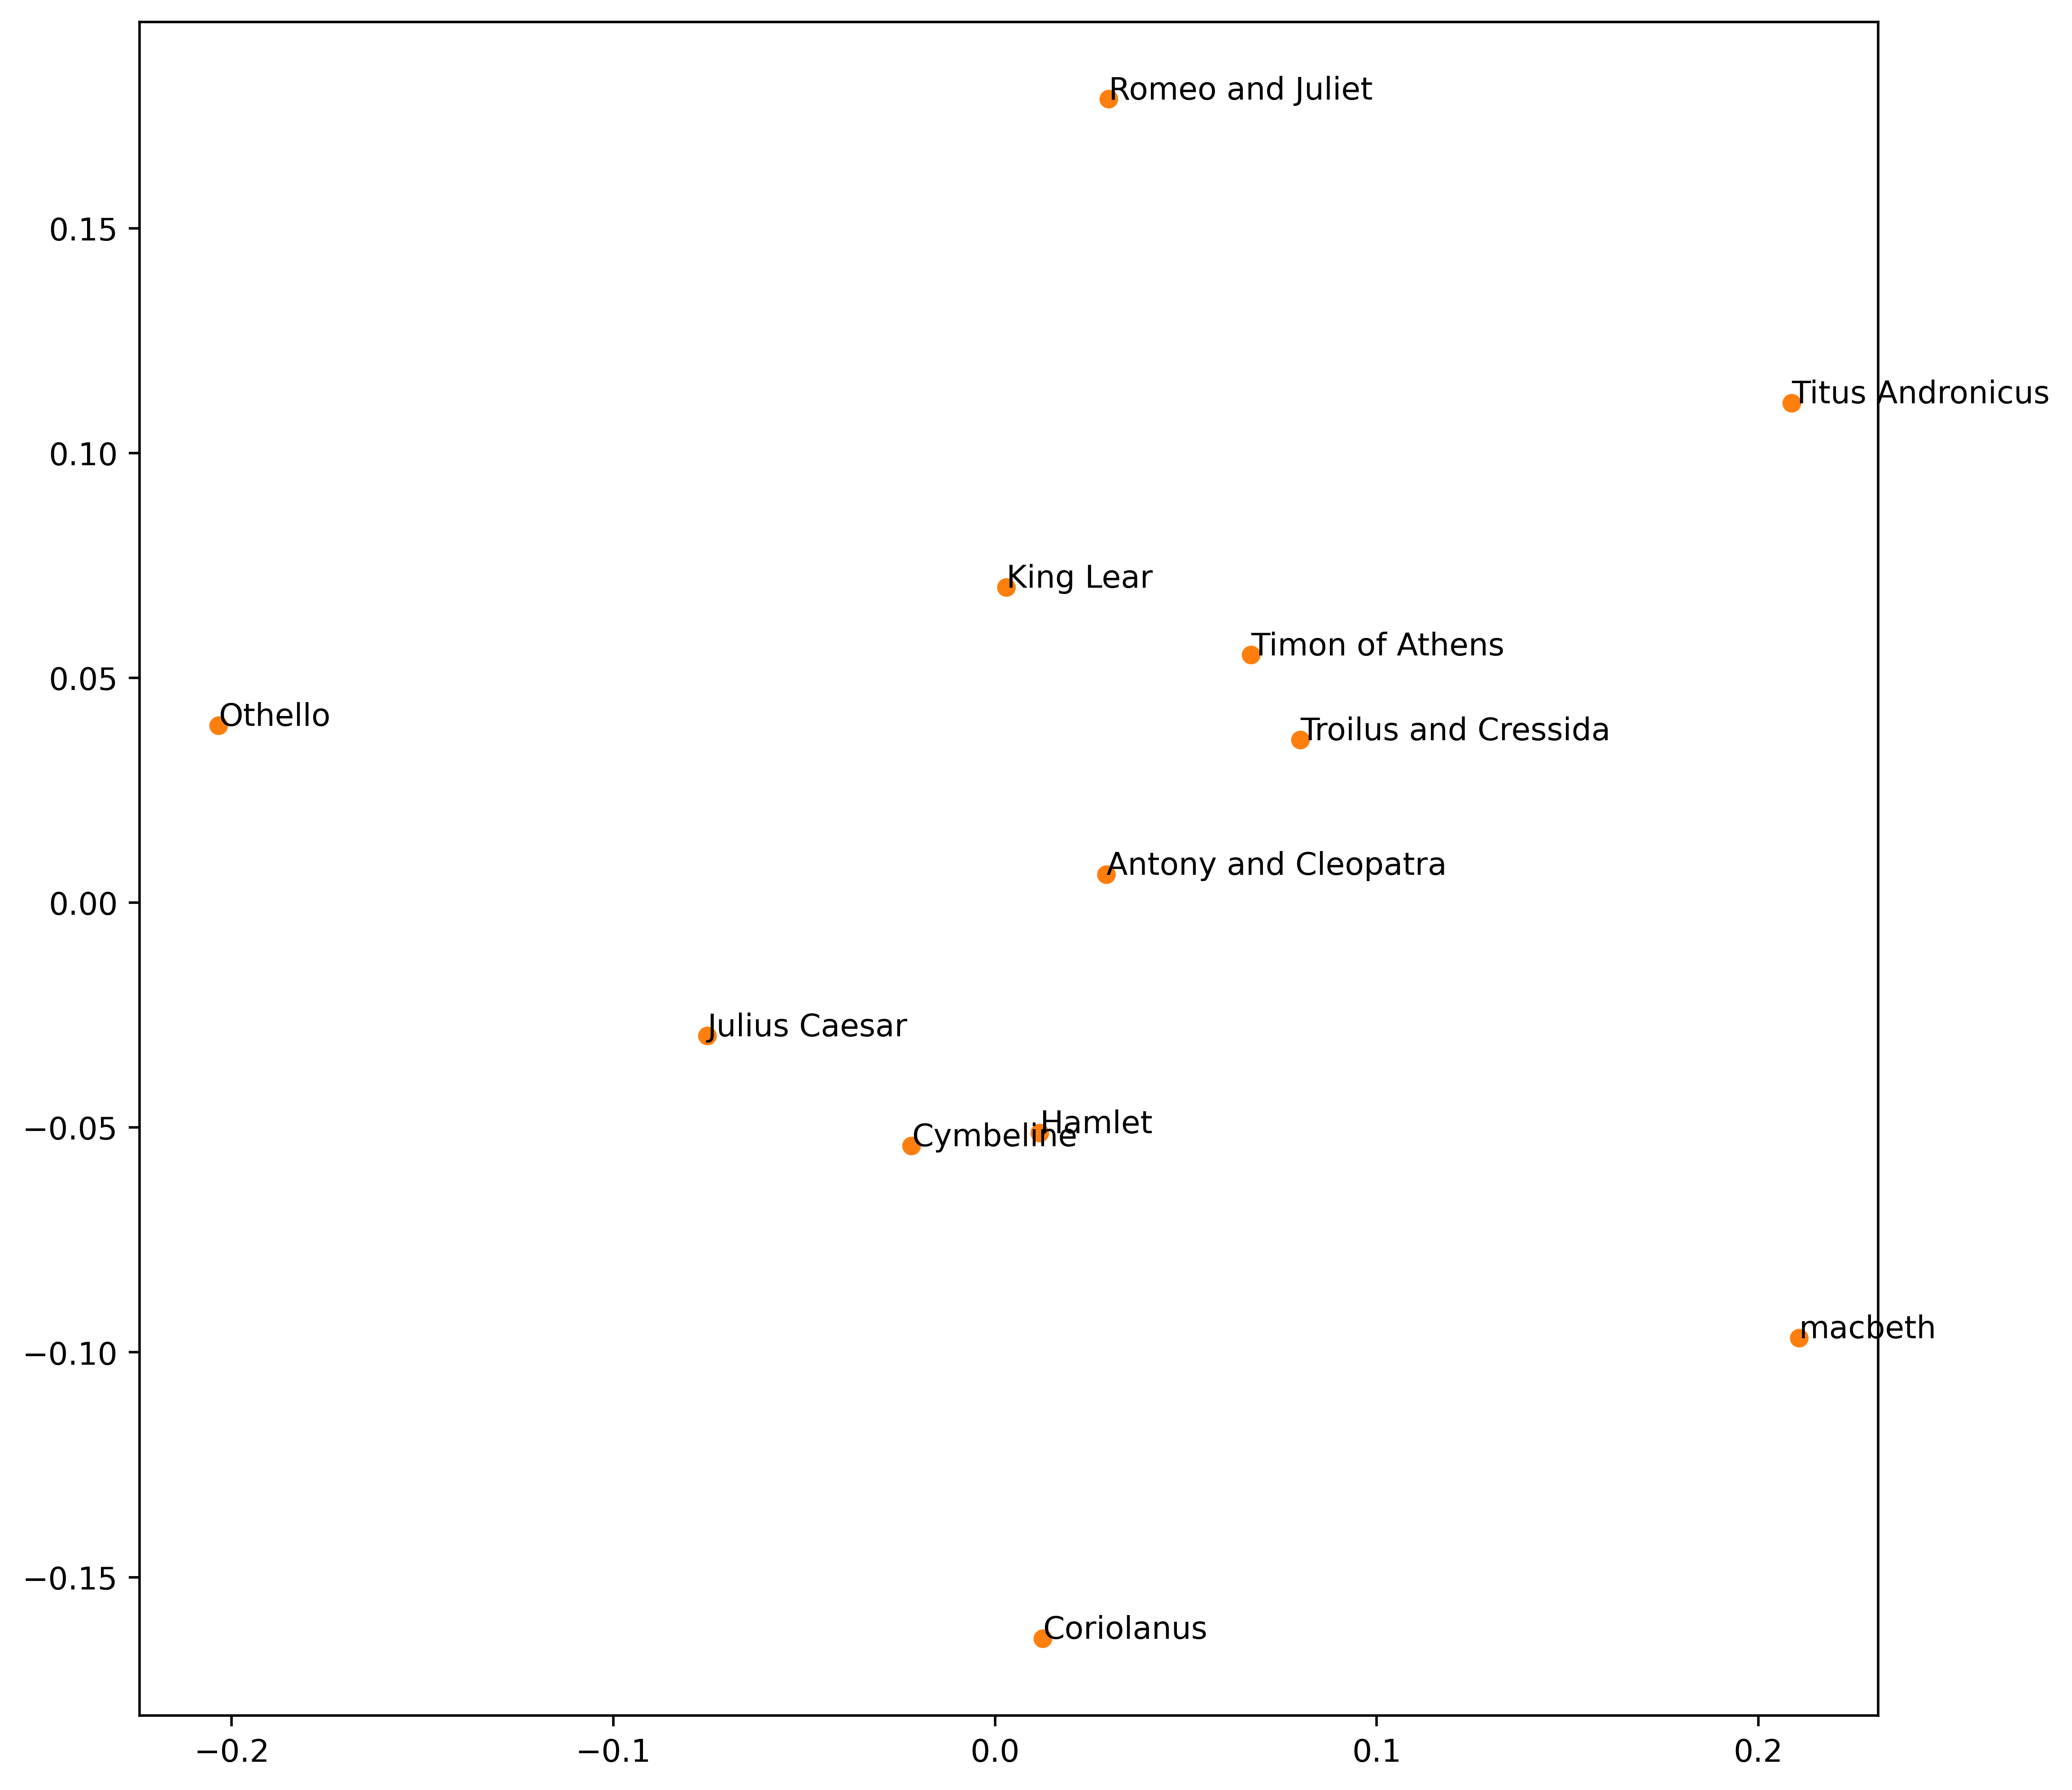 Romeo and Juliet
0.15
Titus Andronicus
0.10
King Lear
Timon of Athens
0.05
Othello
Troilus and Cressida
Antony and Cleopatra
0.00
Julius Caesar
Hamlet
−0.05
Cymbeline
macbeth
−0.10
−0.15
Coriolanus
−0.2 −0.1 0.0 0.1 0.2